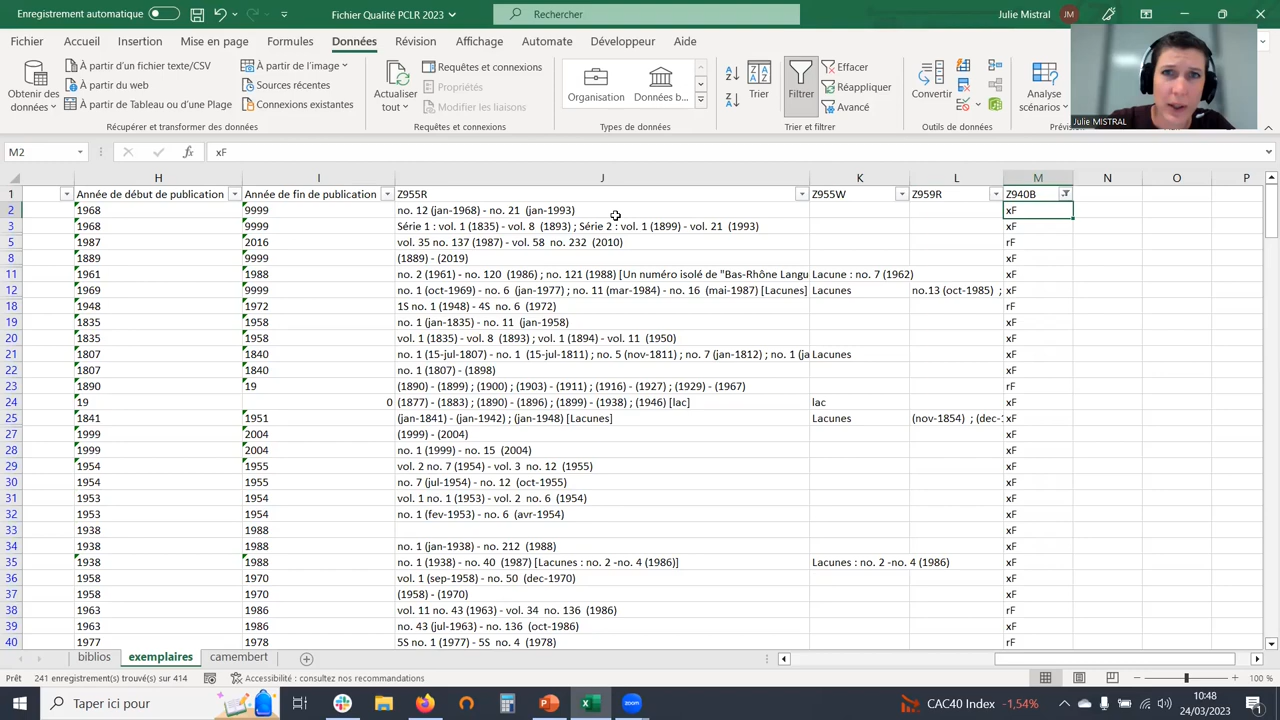 Enregistrement automatique
Fichier Qualité PCLR 2023
Rechercher
Julie Mistral
JM
Fichier Accueil Insertion Mise en page Formules Données Révision Affichage Automate Développeur Aide
Obtenir des données
À partir d'un fichier texte/CSV
À partir du web
À partir de Tableau ou d'une Plage
À partir de l'image
Sources récentes
Connexions existantes
Récupérer et transformer des données
Actualiser tout
Requêtes et connexions
Propriétés
Modifier les liaisons
Requêtes et connexions
Organisation
Données b...
Types de données
Trier
Filtrer
Effacer
Réappliquer
Avancé
Trier et filtrer
Convertir
Outils de données
Analyse scénarios
Julie MISTRAL
M2 fx xF
H I J K L M N O P
1 Année de début de publication Année de fin de publication Z955R Z955W Z959R Z940B
2 1968 9999 no. 12 (jan-1968) - no. 21 (jan-1993) xF
3 1968 9999 Série 1 : vol. 1 (1835) - vol. 8 (1893) ; Série 2 : vol. 1 (1899) - vol. 21 (1993) xF
5 1987 2016 vol. 35 no. 137 (1987) - vol. 58 no. 232 (2010) rF
8 1889 9999 (1889) - (2019) xF
11 1961 1988 no. 2 (1961) - no. 120 (1986) ; no. 121 (1988) [Un numéro isolé de "Bas-Rhône Langu Lacune : no. 7 (1962) xF
12 1969 9999 no. 1 (oct-1969) - no. 6 (jan-1977) ; no. 11 (mar-1984) - no. 16 (mai-1987) [Lacunes] Lacunes no.13 (oct-1985) ; xF
18 1948 1972 1S no. 1 (1948) - 4S no. 6 (1972) rF
19 1835 1958 no. 1 (jan-1835) - no. 11 (jan-1958) xF
20 1835 1958 vol. 1 (1835) - vol. 8 (1893) ; vol. 1 (1894) - vol. 11 (1950) xF
21 1807 1840 no. 1 (15-jul-1807) - no. 1 (15-jul-1811) ; no. 5 (nov-1811) ; no. 7 (jan-1812) ; no. 1 (ja Lacunes xF
22 1807 1840 no. 1 (1807) - (1898) xF
23 1890 19 (1890) - (1899) ; (1900) ; (1903) - (1911) ; (1916) - (1927) ; (1929) - (1967) rF
24 19 0 (1877) - (1883) ; (1890) - (1896) ; (1899) - (1938) ; (1946) [lac] lac xF
25 1841 1951 (jan-1841) - (jan-1942) ; (jan-1948) [Lacunes] Lacunes (nov-1854) ; (dec-1 xF
27 1999 2004 (1999) - (2004) xF
28 1999 2004 no. 1 (1999) - no. 15 (2004) xF
29 1954 1955 vol. 2 no. 7 (1954) - vol. 3 no. 12 (1955) xF
30 1954 1955 no. 7 (jul-1954) - no. 12 (oct-1955) xF
31 1953 1954 vol. 1 no. 1 (1953) - vol. 2 no. 6 (1954) xF
32 1953 1954 no. 1 (fev-1953) - no. 6 (avr-1954) xF
33 1938 1988 xF
34 1938 1988 no. 1 (jan-1938) - no. 212 (1988) xF
35 1938 1988 no. 1 (1938) - no. 40 (1987) [Lacunes : no. 2 -no. 4 (1986)] Lacunes : no. 2 -no. 4 (1986) xF
36 1958 1970 vol. 1 (sep-1958) - no. 50 (dec-1970) xF
37 1958 1970 (1958) - (1970) xF
38 1963 1986 vol. 11 no. 43 (1963) - vol. 34 no. 136 (1986) rF
39 1963 1986 no. 43 (jul-1963) - no. 136 (oct-1986) xF
40 1977 1978 5S no. 1 (1977) - 5S no. 4 (1978) rF
biblios exemplaires camembert
Prêt 241 enregistrement(s) trouvé(s) sur 414 Accessibilité : consultez nos recommandations 100 %
Taper ici pour
zoom
CAC40 Index -1,54%
10:48
24/03/2023